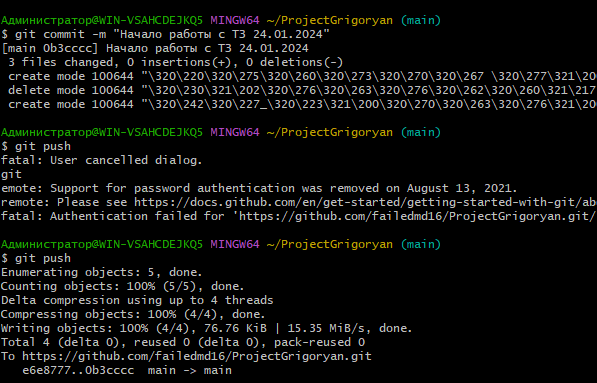 Администратор@WIN-VSAHCDEJKQ5 MINGW64 ~/ProjectGrigoryan (main)
$ git commit -m "Начало работы с ТЗ 24.01.2024"
[main 0b3cccc] Начало работы с ТЗ 24.01.2024
3 files changed, 0 insertions(+), 0 deletions(-)
create mode 100644 "\320\220\320\275\320\260\320\273\320\270\320\267 \320\277\321\200
delete mode 100644 "\320\230\321\202\320\276\320\263\320\276\320\262\320\260\321\217
create mode 100644 "\320\242\320\227_\320\223\321\200\320\270\320\263\320\276\321\200
Администратор@WIN-VSAHCDEJKQ5 MINGW64 ~/ProjectGrigoryan (main)
$ git push
fatal: User cancelled dialog.
git
emote: Support for password authentication was removed on August 13, 2021.
remote: Please see https://docs.github.com/en/get-started/getting-started-with-git/abo
fatal: Authentication failed for 'https://github.com/failedmd16/ProjectGrigoryan.git/
Администратор@WIN-VSAHCDEJKQ5 MINGW64 ~/ProjectGrigoryan (main)
$ git push
Enumerating objects: 5, done.
Counting objects: 100% (5/5), done.
Delta compression using up to 4 threads
Compressing objects: 100% (4/4), done.
Writing objects: 100% (4/4), 76.76 KiB | 15.35 MiB/s, done.
Total 4 (delta 0), reused 0 (delta 0), pack-reused 0
To https://github.com/failedmd16/ProjectGrigoryan.git
e6e8777..0b3cccc  main -> main